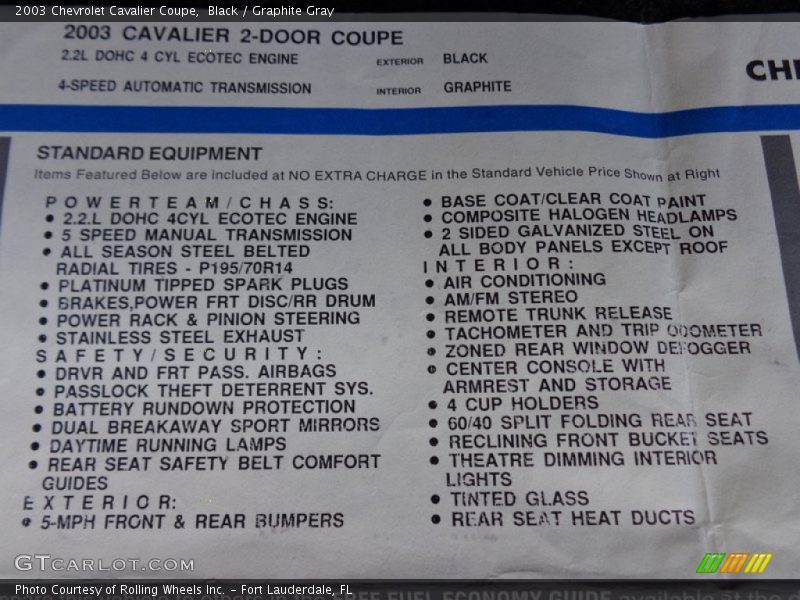 2003 Chevrolet Cavalier Coupe, Black / Graphite Gray
2003 CAVALIER 2-DOOR COUPE
2.2L DOHC 4 CYL ECOTEC ENGINE
EXTERIOR BLACK
4-SPEED AUTOMATIC TRANSMISSION
INTERIOR GRAPHITE
STANDARD EQUIPMENT
Items Featured Below are included at NO EXTRA CHARGE in the Standard Vehicle Price Shown at Right
POWERTEAM/CHASS:
• 2.2.L DOHC 4CYL ECOTEC ENGINE
• 5 SPEED MANUAL TRANSMISSION
• ALL SEASON STEEL BELTED
RADIAL TIRES - P195/70R14
• PLATINUM TIPPED SPARK PLUGS
• BRAKES,POWER FRT DISC/RR DRUM
• POWER RACK & PINION STEERING
• STAINLESS STEEL EXHAUST
SAFETY/SECURITY:
• DRVR AND FRT PASS. AIRBAGS
• PASSLOCK THEFT DETERRENT SYS.
• BATTERY RUNDOWN PROTECTION
• DUAL BREAKAWAY SPORT MIRRORS
• DAYTIME RUNNING LAMPS
• REAR SEAT SAFETY BELT COMFORT
GUIDES
EXTERIOR:
• 5-MPH FRONT & REAR BUMPERS
• BASE COAT/CLEAR COAT PAINT
• COMPOSITE HALOGEN HEADLAMPS
• 2 SIDED GALVANIZED STEEL ON
ALL BODY PANELS EXCEPT ROOF
INTERIOR:
• AIR CONDITIONING
• AM/FM STEREO
• REMOTE TRUNK RELEASE
• TACHOMETER AND TRIP ODOMETER
• ZONED REAR WINDOW DEFOGGER
• CENTER CONSOLE WITH
ARMREST AND STORAGE
• 4 CUP HOLDERS
• 60/40 SPLIT FOLDING REAR SEAT
• RECLINING FRONT BUCKET SEATS
• THEATRE DIMMING INTERIOR
LIGHTS
• TINTED GLASS
• REAR SEAT HEAT DUCTS
GTCARLOT.COM
Photo Courtesy of Rolling Wheels Inc. – Fort Lauderdale, FL